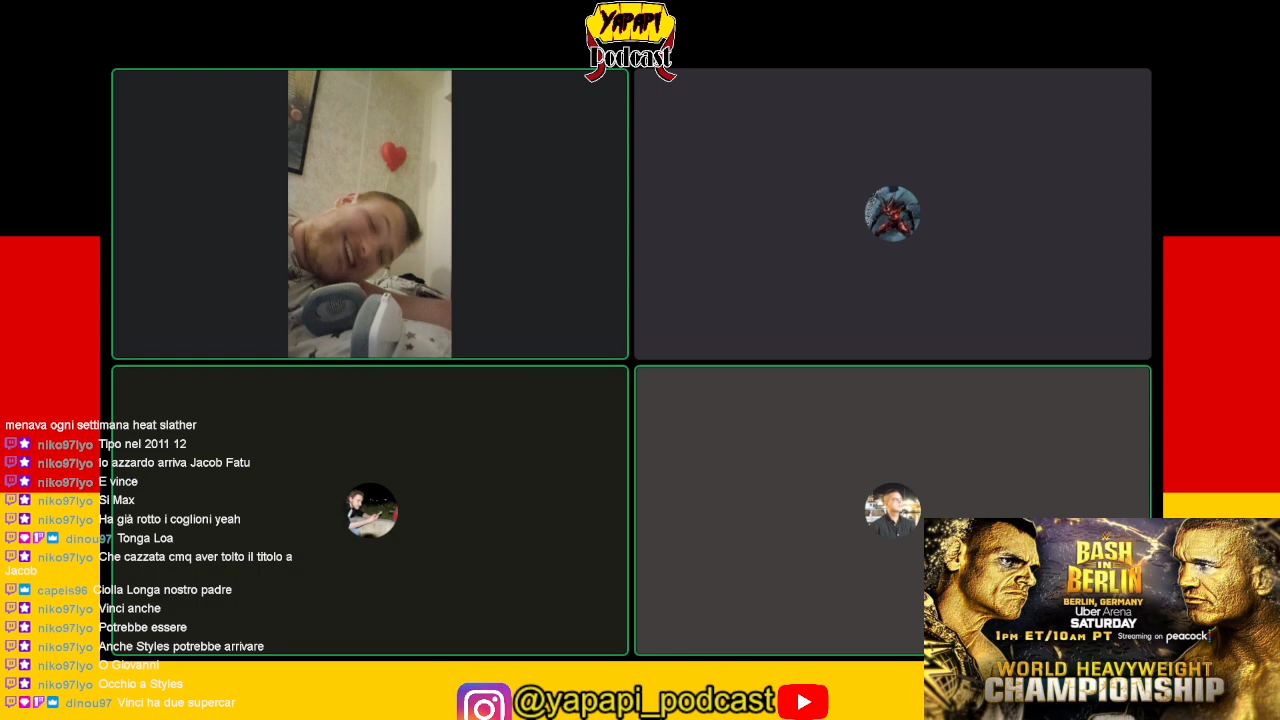 YAPAPI
Podcast
menava ogni settimana heat slather
niko97lyo Tipo nel 2011 12
niko97lyo Io azzardo arriva Jacob Fatu
niko97lyo E vince
niko97lyo Si Max
niko97lyo Ha già rotto i coglioni yeah
dinou97 Tonga Loa
niko97lyo Che cazzata cmq aver tolto il titolo a
Jacob
capeis96 Ciolla Longa nostro padre
niko97lyo Vinci anche
niko97lyo Potrebbe essere
niko97lyo Anche Styles potrebbe arrivare
niko97lyo O Giovanni
niko97lyo Occhio a Styles
dinou97 Vinci ha due supercar
@yapapi_podcast
BASH
IN
BERLIN
BERLIN, GERMANY
Uber Arena
SATURDAY
1PM ET/10AM PT Streaming on peacock
WORLD HEAVYWEIGHT
CHAMPIONSHIP